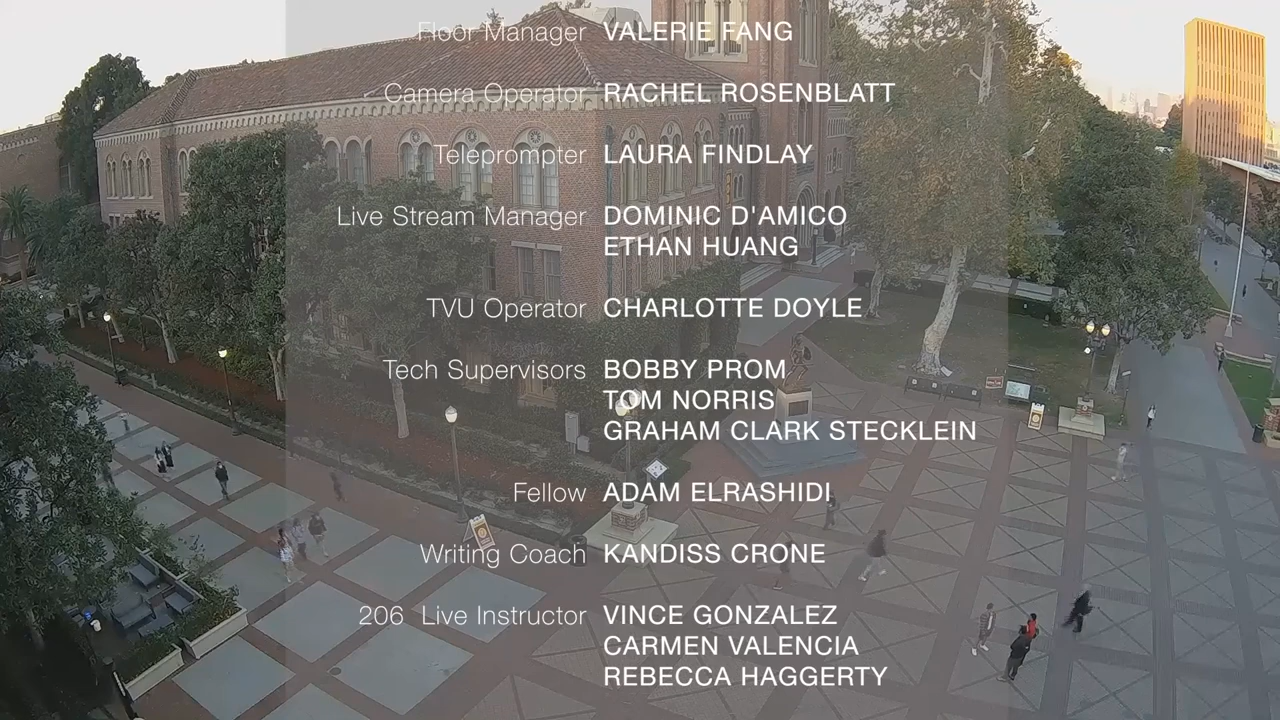 Floor Manager VALERIE FANG
Camera Operator RACHEL ROSENBLATT
Teleprompter LAURA FINDLAY
Live Stream Manager DOMINIC D'AMICO
ETHAN HUANG
TVU Operator CHARLOTTE DOYLE
Tech Supervisors BOBBY PROM
TOM NORRIS
GRAHAM CLARK STECKLEIN
Fellow ADAM ELRASHIDI
Writing Coach KANDISS CRONE
206 Live Instructor VINCE GONZALEZ
CARMEN VALENCIA
REBECCA HAGGERTY